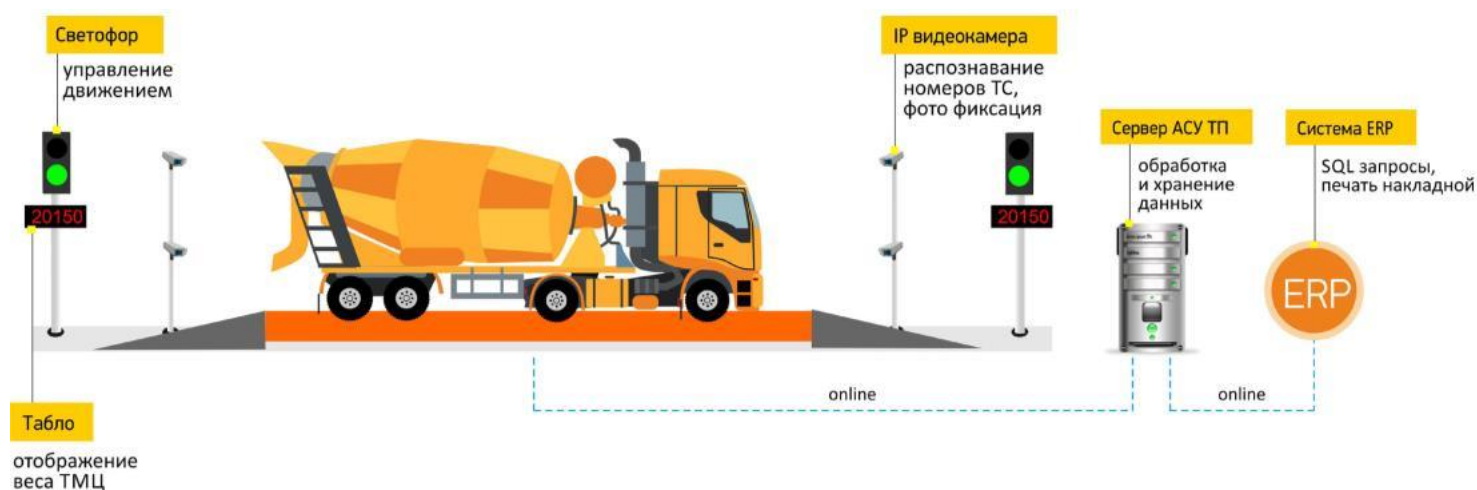 Светофор
управление
движением
20150
Табло
отображение
веса ТМЦ
IP видеокамера
распознавание
номеров ТС,
фото фиксация
20150
Сервер АСУ ТП
обработка
и хранение
данных
Система ERP
SQL запросы,
печать накладной
ERP
online
online